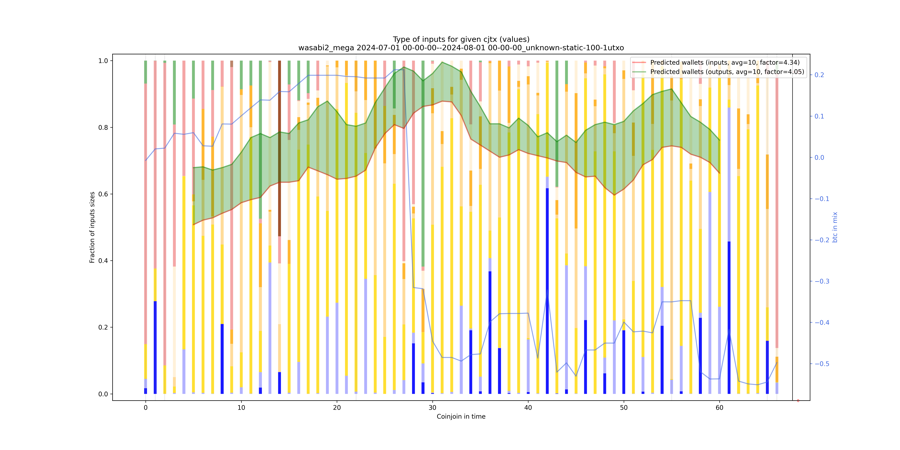 Type of inputs for given cjtx (values)
wasabi2_mega 2024-07-01 00-00-00--2024-08-01 00-00-00_unknown-static-100-1utxo
Predicted wallets (inputs, avg=10, factor=4.34)
Predicted wallets (outputs, avg=10, factor=4.05)
Fraction of inputs sizes
1.0
0.8
0.6
0.4
0.2
0.0
0.2
0.1
0.0
−0.1
−0.2
−0.3
−0.4
−0.5
btc in mix
0 10 20 30 40 50 60
Coinjoin in time